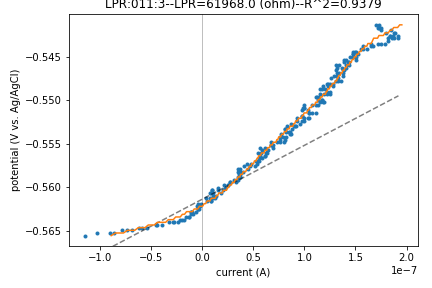 LPR:011:3--LPR=61968.0 (ohm)--R^2=0.9379
potential (V vs. Ag/AgCl)
−0.545
−0.550
−0.555
−0.560
−0.565
−1.0 −0.5 0.0 0.5 1.0 1.5 2.0
current (A)
1e−7